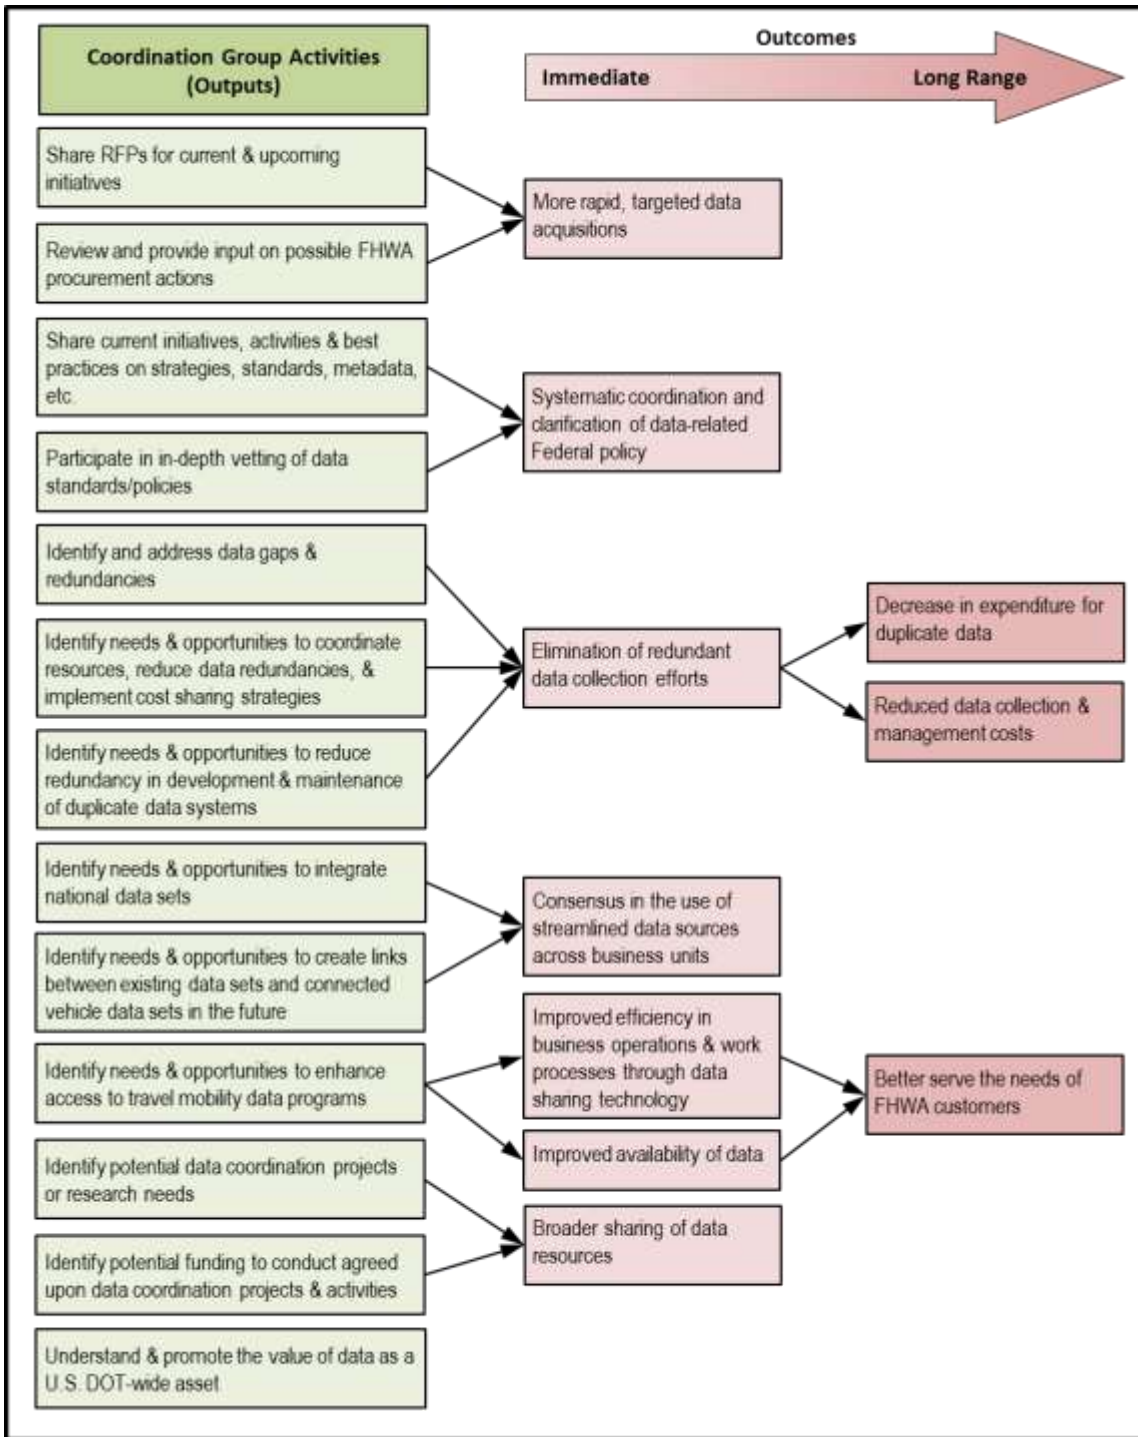 Coordination Group Activities
(Outputs)
Outcomes
Immediate
Long Range
Share RFPs for current & upcoming
initiatives
Review and provide input on possible FHWA
procurement actions
More rapid, targeted data
acquisitions
Share current initiatives, activities & best
practices on strategies, standards, metadata,
etc.
Participate in in-depth vetting of data
standards/policies
Systematic coordination and
clarification of data-related
Federal policy
Identify and address data gaps &
redundancies
Identify needs & opportunities to coordinate
resources, reduce data redundancies, &
implement cost sharing strategies
Identify needs & opportunities to reduce
redundancy in development & maintenance
of duplicate data systems
Elimination of redundant
data collection efforts
Decrease in expenditure for
duplicate data
Reduced data collection &
management costs
Identify needs & opportunities to integrate
national data sets
Identify needs & opportunities to create links
between existing data sets and connected
vehicle data sets in the future
Consensus in the use of
streamlined data sources
across business units
Identify needs & opportunities to enhance
access to travel mobility data programs
Improved efficiency in
business operations & work
processes through data
sharing technology
Improved availability of data
Better serve the needs of
FHWA customers
Identify potential data coordination projects
or research needs
Identify potential funding to conduct agreed
upon data coordination projects & activities
Broader sharing of data
resources
Understand & promote the value of data as a
U.S. DOT-wide asset